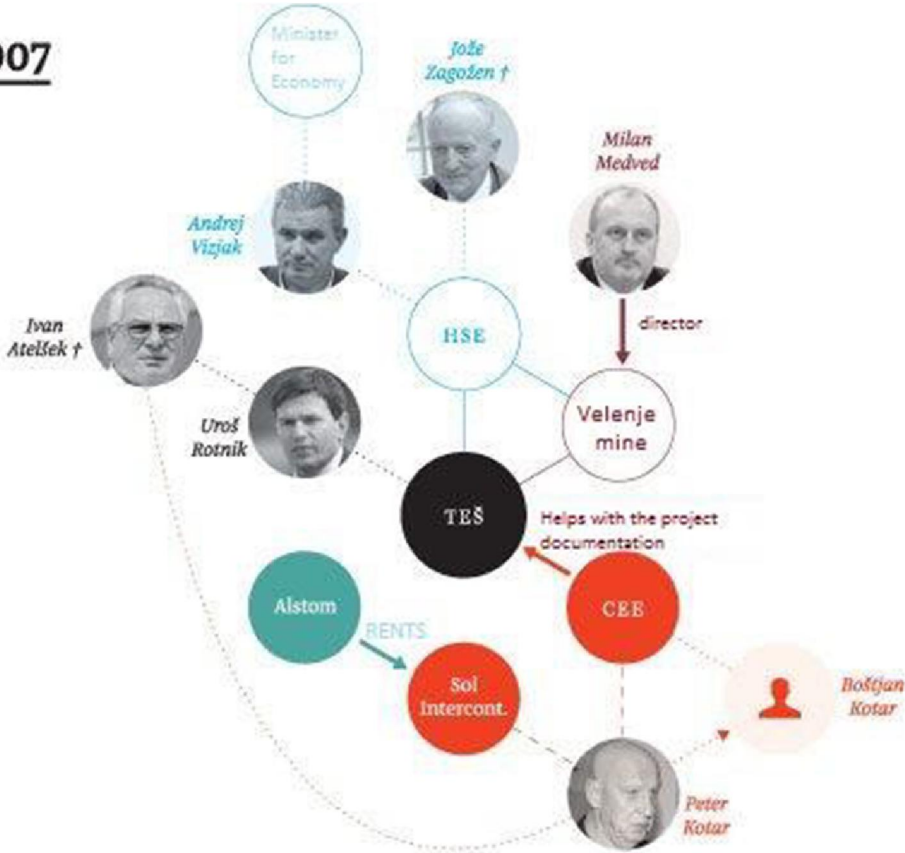 007
Minister
for
Economy
Jože
Zagožen †
Milan
Medved
Andrej
Vizjak
Ivan
Atelšek †
HSE
director
Uroš
Rotnik
Velenje
mine
TEŠ
Helps with the project
documentation
Alstom
RENTS
CEE
Sol
Intercont.
Boštjan
Kotar
Peter
Kotar